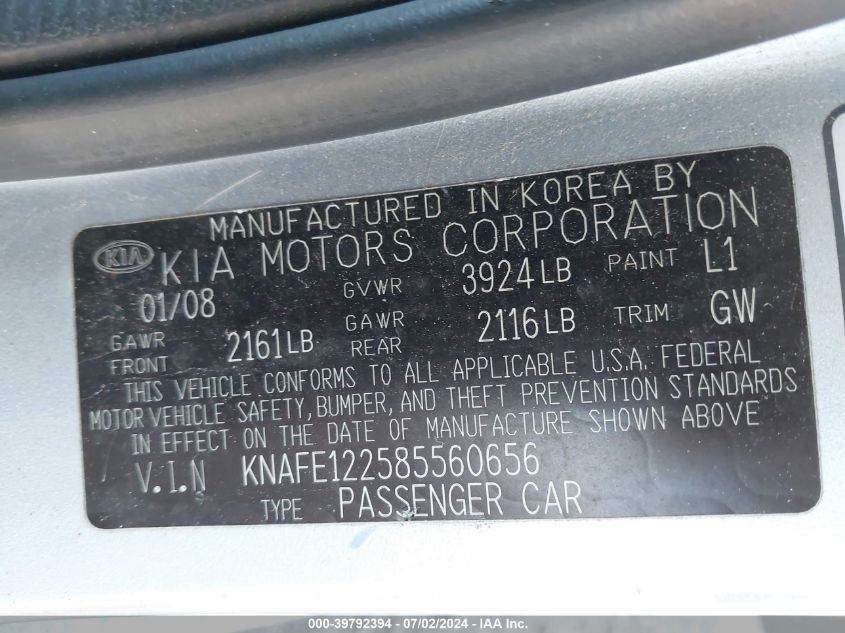 MANUFACTURED IN KOREA BY
KIA KIA MOTORS CORPORATION
01/08 GVWR 3924LB PAINT L1
GAWR FRONT 2161LB GAWR REAR 2116LB TRIM GW
THIS VEHICLE CONFORMS TO ALL APPLICABLE U.S.A. FEDERAL
MOTOR VEHICLE SAFETY, BUMPER, AND THEFT PREVENTION STANDARDS
IN EFFECT ON THE DATE OF MANUFACTURE SHOWN ABOVE
V.I.N KNAFE122585560656
TYPE PASSENGER CAR
000-39792394 - 07/02/2024 - IAA Inc.